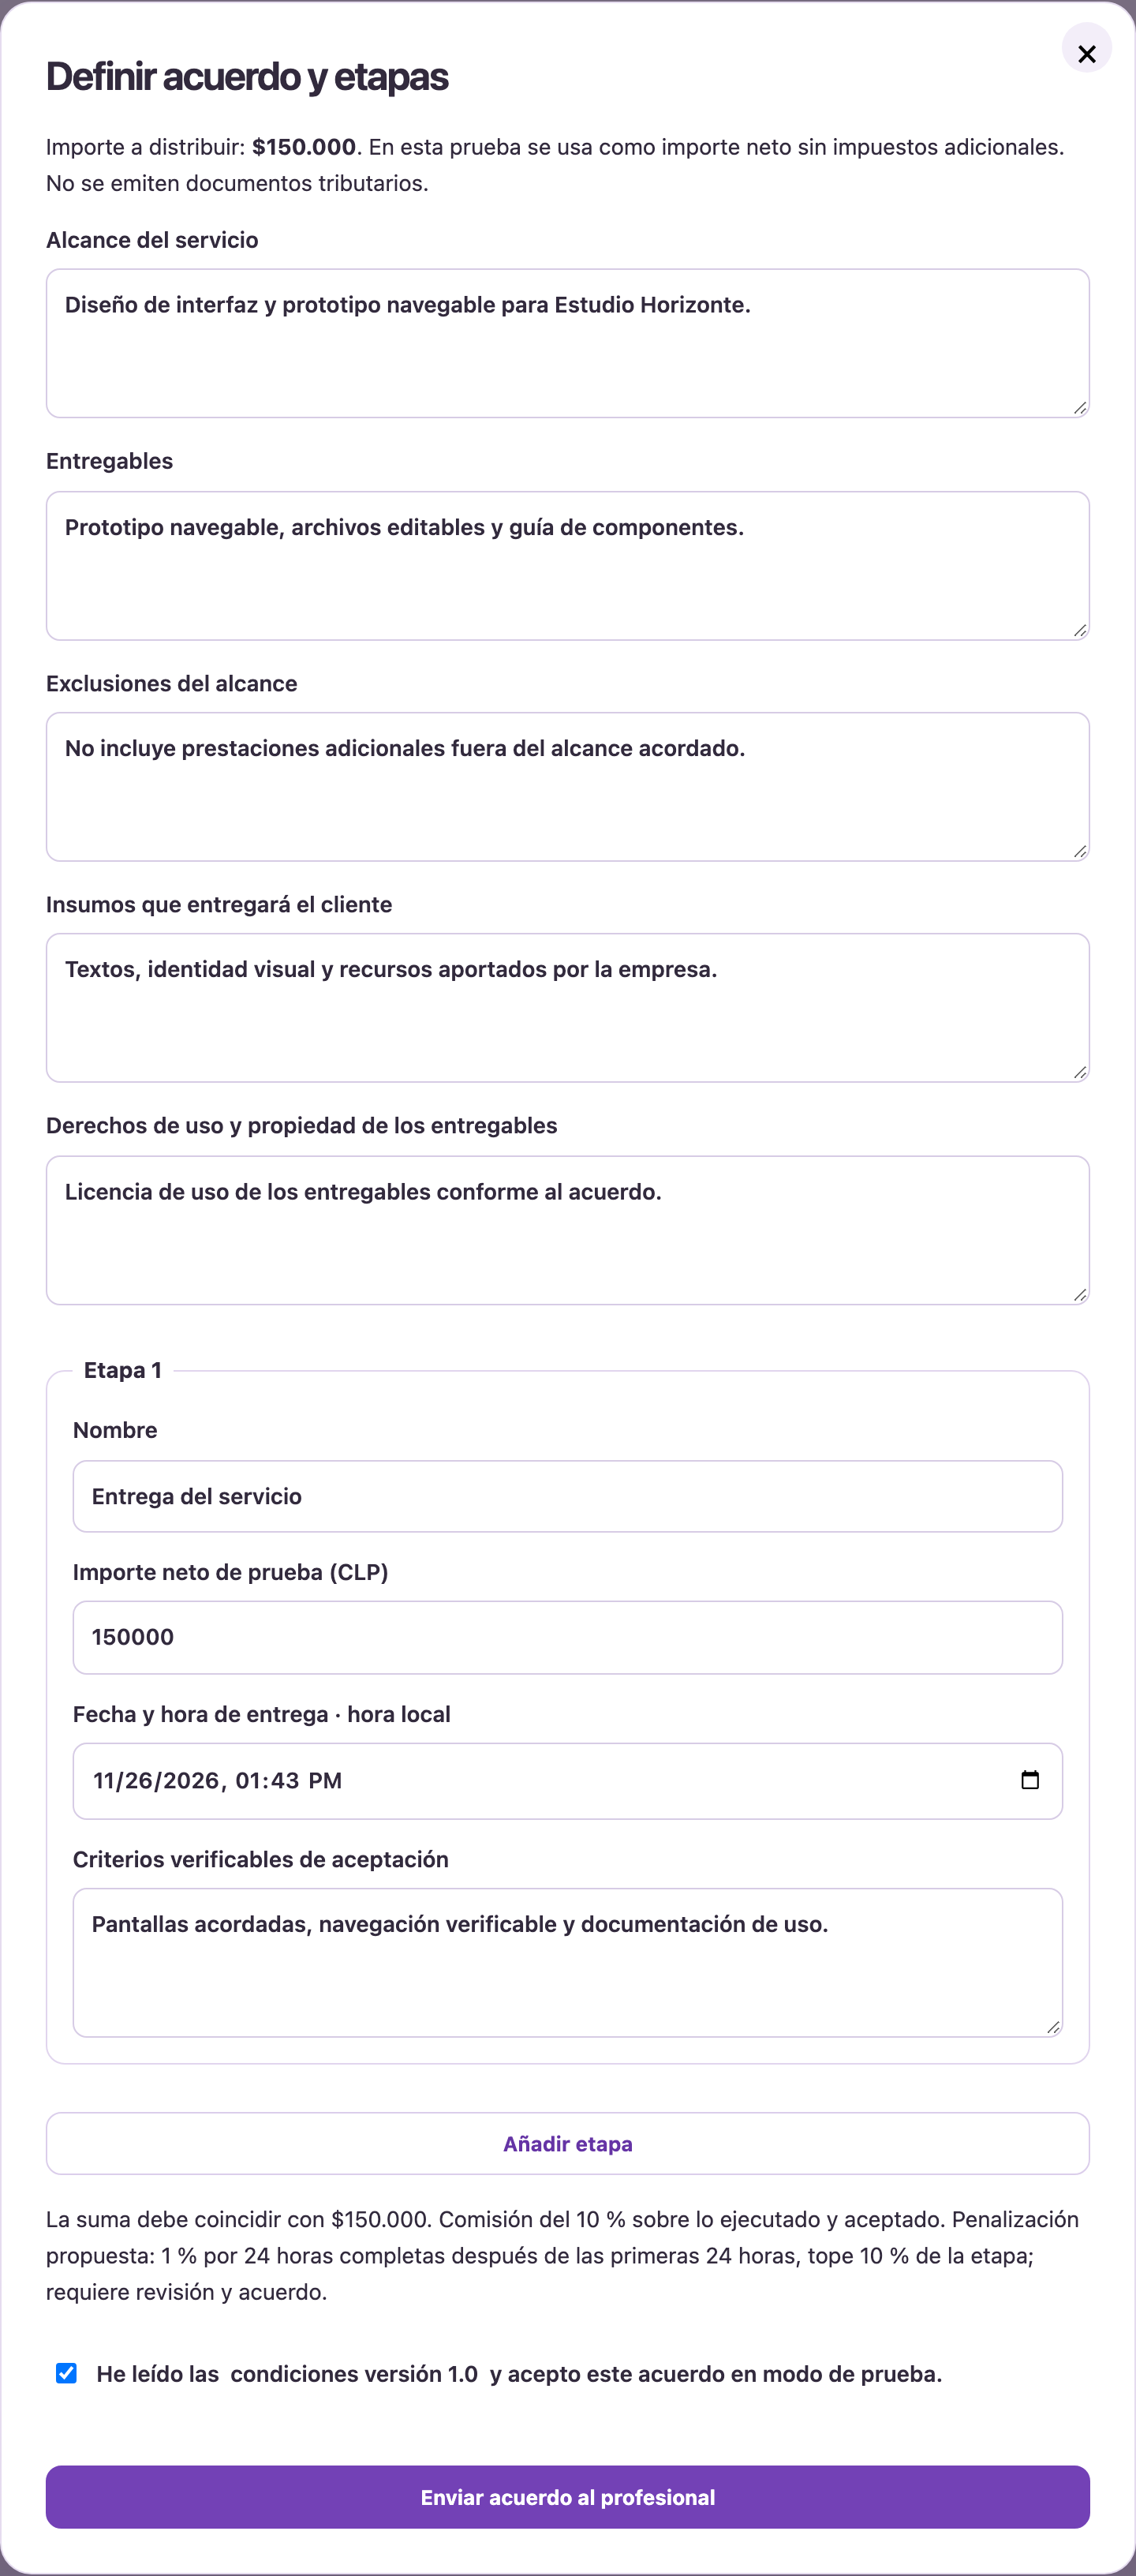 Definir acuerdo y etapas
Importe a distribuir: $150.000. En esta prueba se usa como importe neto sin impuestos adicionales.
No se emiten documentos tributarios.
Alcance del servicio
Diseño de interfaz y prototipo navegable para Estudio Horizonte.
Entregables
Prototipo navegable, archivos editables y guía de componentes.
Exclusiones del alcance
No incluye prestaciones adicionales fuera del alcance acordado.
Insumos que entregará el cliente
Textos, identidad visual y recursos aportados por la empresa.
Derechos de uso y propiedad de los entregables
Licencia de uso de los entregables conforme al acuerdo.
Etapa 1
Nombre
Entrega del servicio
Importe neto de prueba (CLP)
150000
Fecha y hora de entrega · hora local
11/26/2026, 01:43 PM
Criterios verificables de aceptación
Pantallas acordadas, navegación verificable y documentación de uso.
Añadir etapa
La suma debe coincidir con $150.000. Comisión del 10 % sobre lo ejecutado y aceptado. Penalización
propuesta: 1 % por 24 horas completas después de las primeras 24 horas, tope 10 % de la etapa;
requiere revisión y acuerdo.
He leído las condiciones versión 1.0 y acepto este acuerdo en modo de prueba.
Enviar acuerdo al profesional